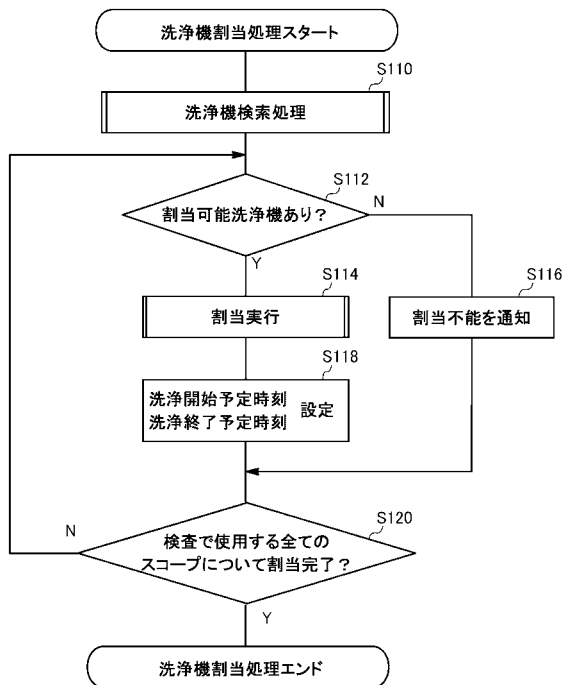 洗浄機割当処理スタート
S110
洗浄機検索処理
S112
割当可能洗浄機あり？
N
Y
S114
割当実行
S116
割当不能を通知
S118
洗浄開始予定時刻
洗浄終了予定時刻
設定
S120
N
検査で使用する全ての
スコープについて割当完了？
Y
洗浄機割当処理エンド